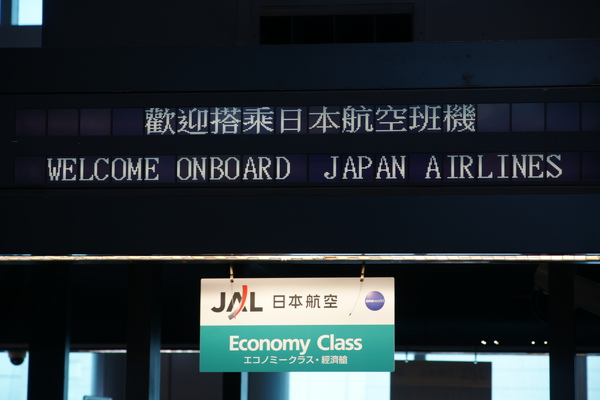 歡迎搭乘日本航空班機
WELCOME ONBOARD JAPAN AIRLINES
JAL 日本航空
Economy Class
エコノミークラス・經濟艙